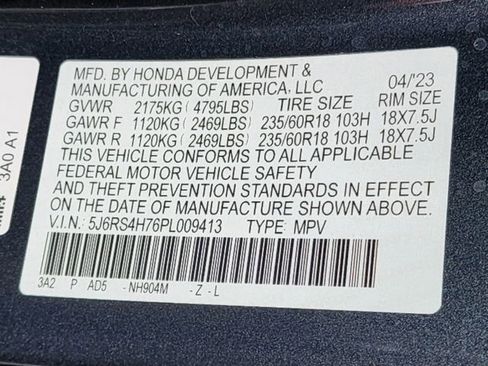 MFD. BY HONDA DEVELOPMENT &
MANUFACTURING OF AMERICA, LLC 04/'23
GVWR 2175KG (4795LBS) TIRE SIZE RIM SIZE
GAWR F 1120KG (2469LBS) 235/60R18 103H 18X7.5J
GAWR R 1120KG (2469LBS) 235/60R18 103H 18X7.5J
THIS VEHICLE CONFORMS TO ALL APPLICABLE
FEDERAL MOTOR VEHICLE SAFETY
AND THEFT PREVENTION STANDARDS IN EFFECT
ON THE DATE OF MANUFACTURE SHOWN ABOVE.
V.I.N.: 5J6RS4H76PL009413 TYPE: MPV
3A2 P AD5 -NH904M -Z-L
3A0 A1